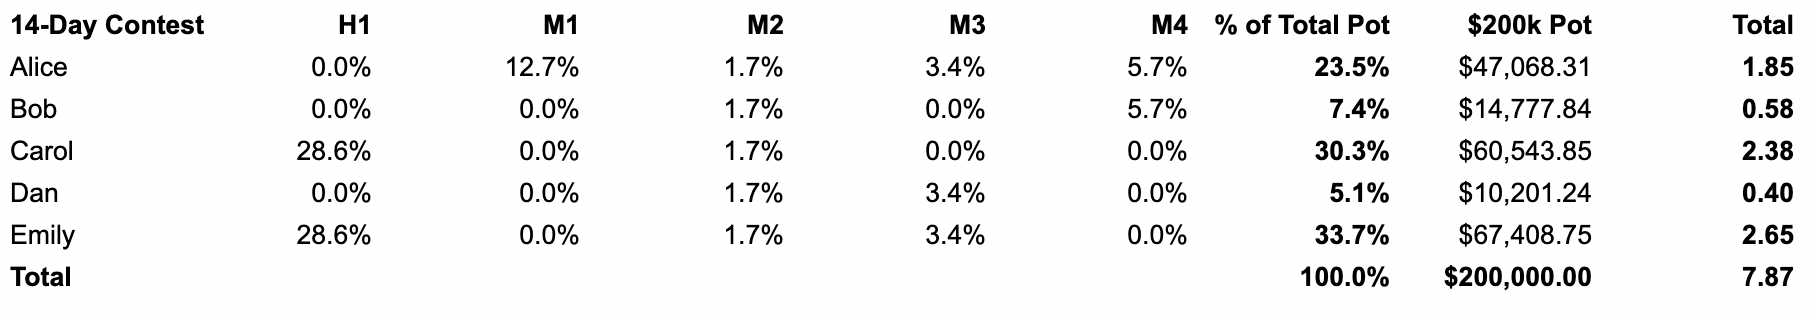 14-Day Contest H1 M1 M2 M3 M4 % of Total Pot $200k Pot Total
Alice 0.0% 12.7% 1.7% 3.4% 5.7% 23.5% $47,068.31 1.85
Bob 0.0% 0.0% 1.7% 0.0% 5.7% 7.4% $14,777.84 0.58
Carol 28.6% 0.0% 1.7% 0.0% 0.0% 30.3% $60,543.85 2.38
Dan 0.0% 0.0% 1.7% 3.4% 0.0% 5.1% $10,201.24 0.40
Emily 28.6% 0.0% 1.7% 3.4% 0.0% 33.7% $67,408.75 2.65
Total 100.0% $200,000.00 7.87